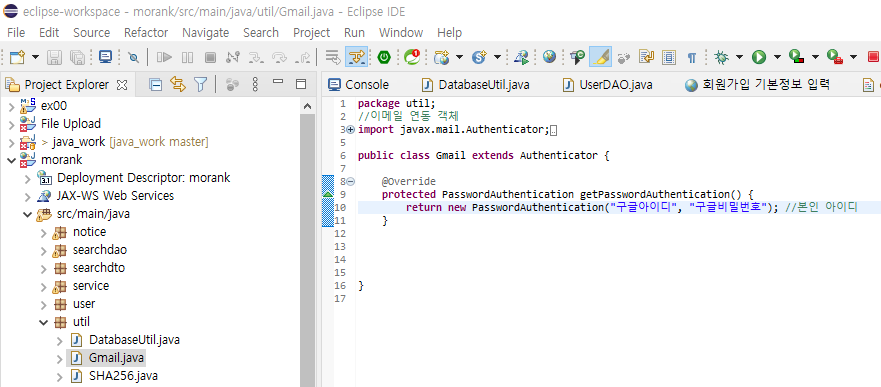 eclipse-workspace - morank/src/main/java/util/Gmail.java - Eclipse IDE
File Edit Source Refactor Navigate Search Project Run Window Help
Project Explorer
Console DatabaseUtil.java UserDAO.java 회원가입 기본정보 입력
ex00
File Upload
> java_work [java_work master]
morank
Deployment Descriptor: morank
JAX-WS Web Services
src/main/java
notice
searchdao
searchdto
service
user
util
DatabaseUtil.java
Gmail.java
SHA256.java
1 package util;
2 //이메일 연동 객체
3 import javax.mail.Authenticator;
5
6 public class Gmail extends Authenticator {
7
8 @Override
9 protected PasswordAuthentication getPasswordAuthentication() {
10 return new PasswordAuthentication("구글아이디", "구글비밀번호"); //본인 아이디
11 }
12
13
14
15
16 }
17